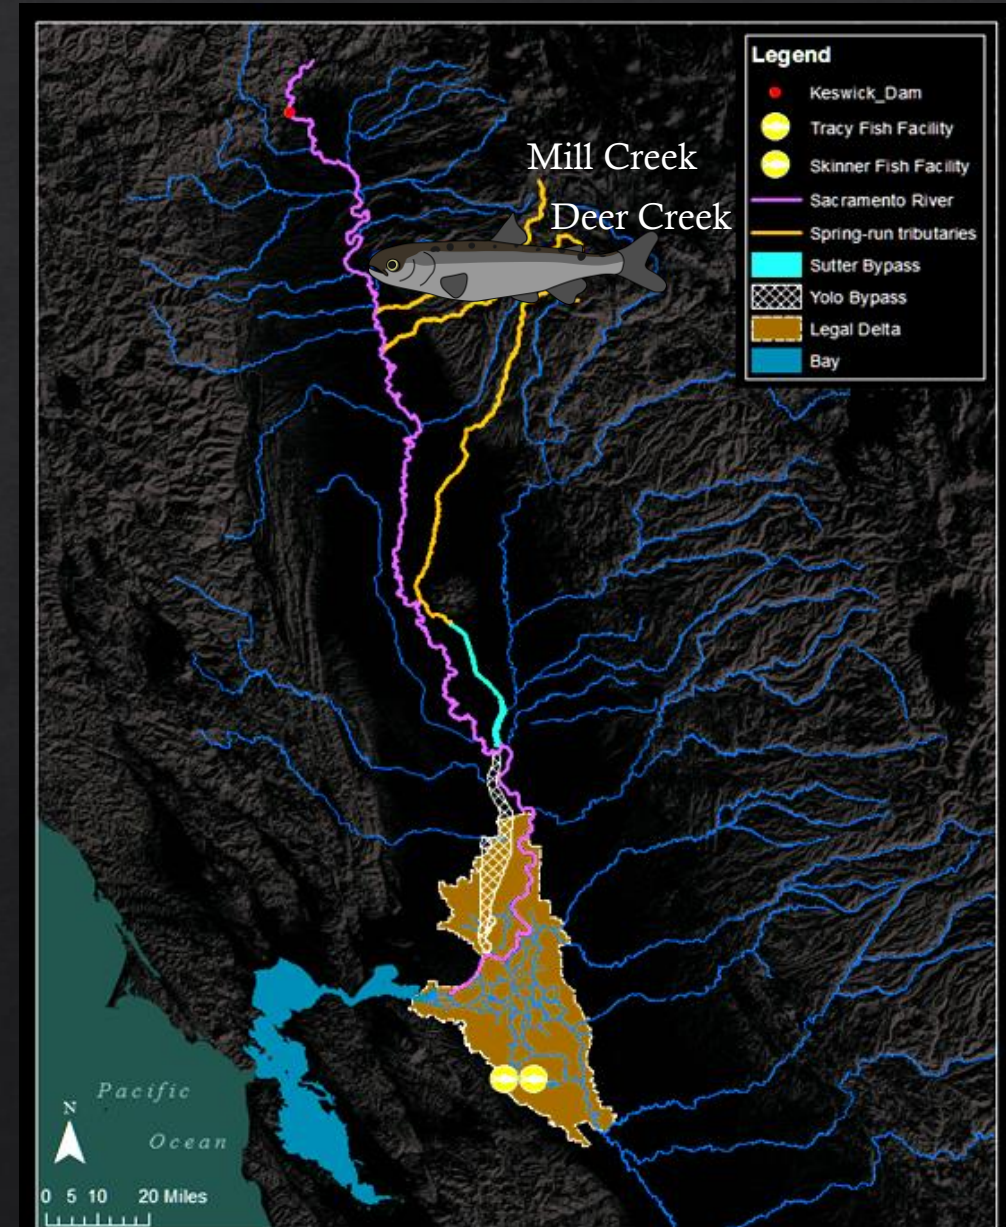 Legend
Keswick_Dam
Tracy Fish Facility
Skinner Fish Facility
Sacramento River
Spring-run tributaries
Sutter Bypass
Yolo Bypass
Legal Delta
Bay
Mill Creek
Deer Creek
Pacific
Ocean
N
0 5 10 20 Miles